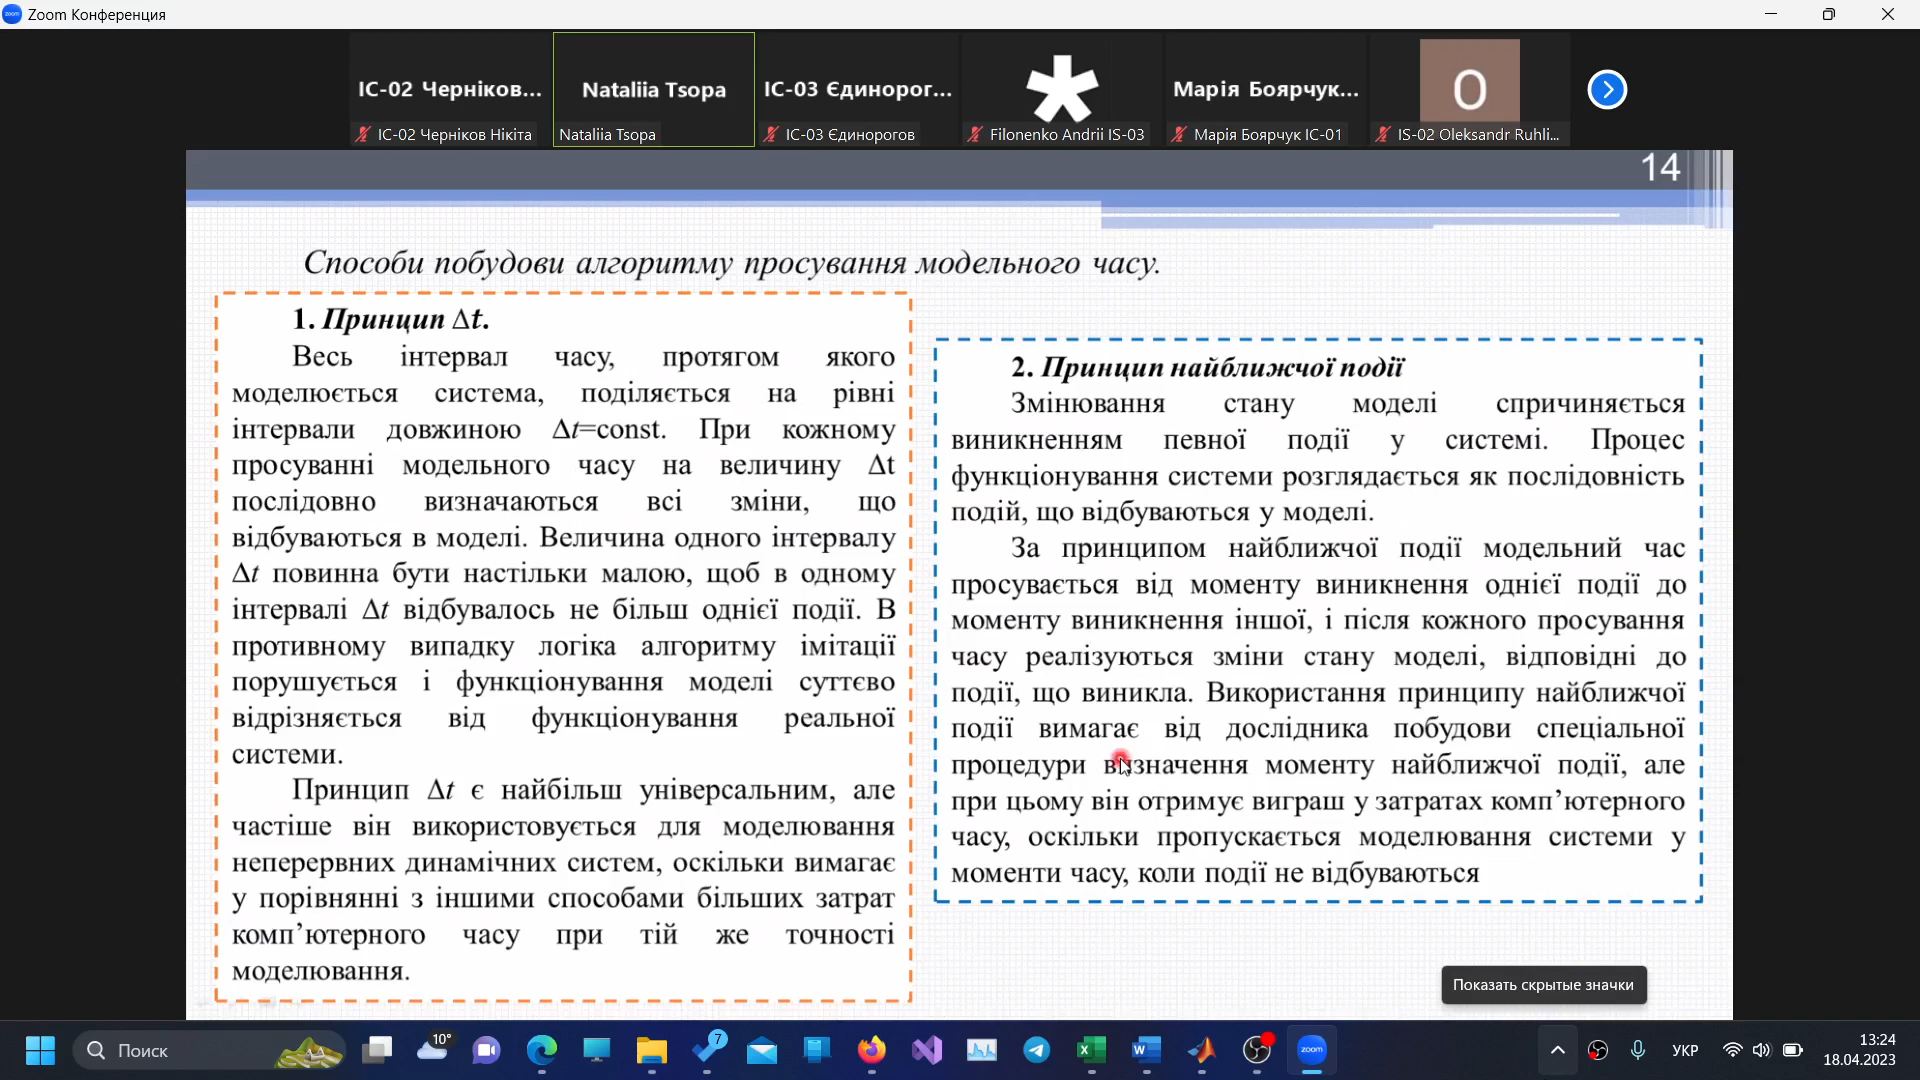 Zoom Конференция
ІС-02 Черніков...
Nataliia Tsopa
ІС-03 Єдинорог...
Марія Боярчук...
O
ІС-02 Черніков Нікіта
Nataliia Tsopa
ІС-03 Єдинорогов
Filonenko Andrii IS-03
Марія Боярчук ІС-01
IS-02 Oleksandr Ruhli...
14
Способи побудови алгоритму просування модельного часу.
1. Принцип Δt.
Весь інтервал часу, протягом якого
моделюється система, поділяється на рівні
інтервали довжиною Δt=const. При кожному
просуванні модельного часу на величину Δt
послідовно визначаються всі зміни, що
відбуваються в моделі. Величина одного інтервалу
Δt повинна бути настільки малою, щоб в одному
інтервалі Δt відбувалось не більш однієї події. В
противному випадку логіка алгоритму імітації
порушується і функціонування моделі суттєво
відрізняється від функціонування реальної
системи.
Принцип Δt є найбільш універсальним, але
частіше він використовується для моделювання
неперервних динамічних систем, оскільки вимагає
у порівнянні з іншими способами більших затрат
комп’ютерного часу при тій же точності
моделювання.
2. Принцип найближчої події
Змінювання стану моделі спричиняється
виникненням певної події у системі. Процес
функціонування системи розглядається як послідовність
подій, що відбуваються у моделі.
За принципом найближчої події модельний час
просувається від моменту виникнення однієї події до
моменту виникнення іншої, і після кожного просування
часу реалізуються зміни стану моделі, відповідні до
події, що виникла. Використання принципу найближчої
події вимагає від дослідника побудови спеціальної
процедури визначення моменту найближчої події, але
при цьому він отримує виграш у затратах комп’ютерного
часу, оскільки пропускається моделювання системи у
моменти часу, коли події не відбуваються
Показать скрытые значки
Поиск
10°
7
zoom
УКР
13:24
18.04.2023